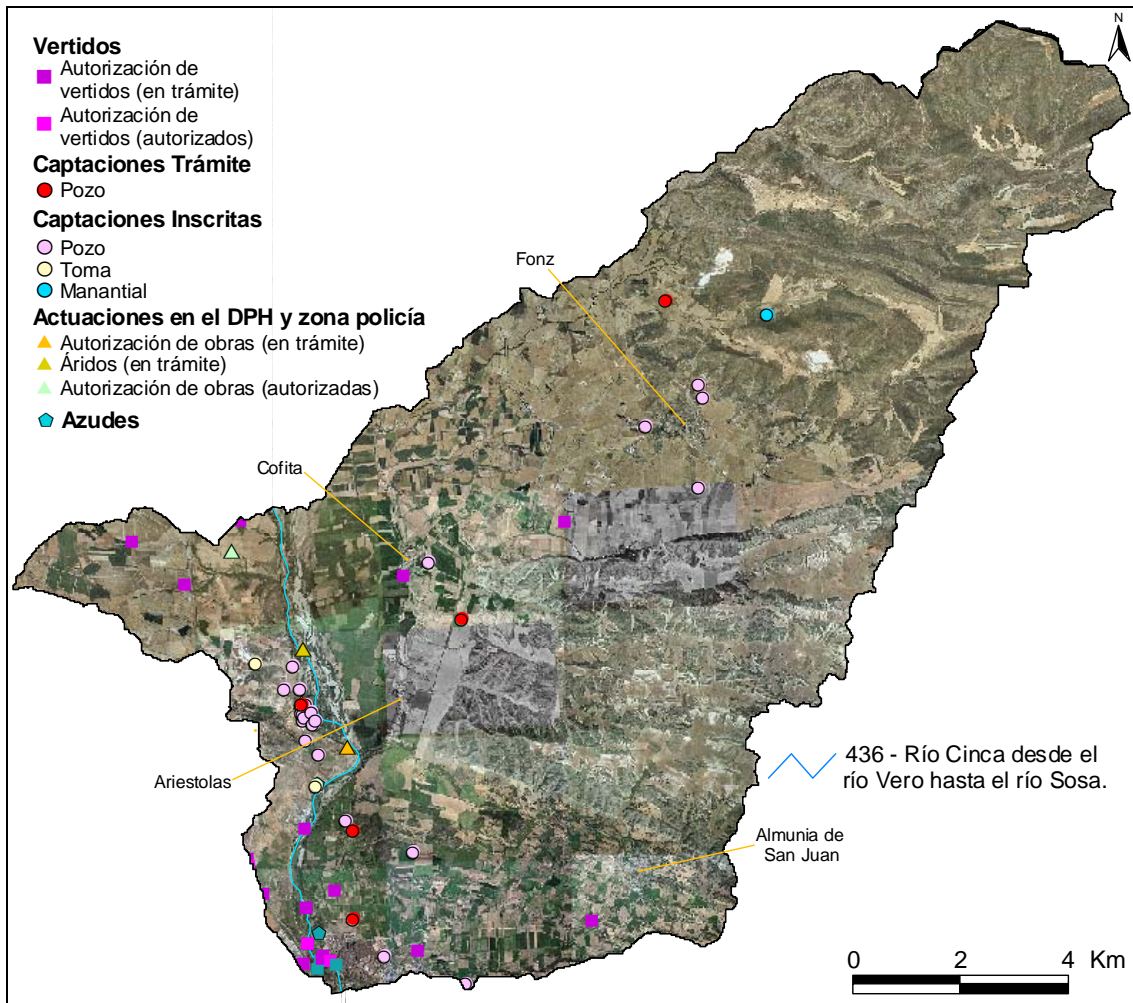 Vertidos
Autorización de
vertidos (en trámite)
Autorización de
vertidos (autorizados)
Captaciones Trámite
Pozo
Captaciones Inscritas
Pozo
Toma
Manantial
Actuaciones en el DPH y zona policía
Autorización de obras (en trámite)
Áridos (en trámite)
Autorización de obras (autorizadas)
Azudes
N
Fonz
Cofita
Ariestolas
436 - Río Cinca desde el
río Vero hasta el río Sosa.
Almunia de
San Juan
0 2 4 Km